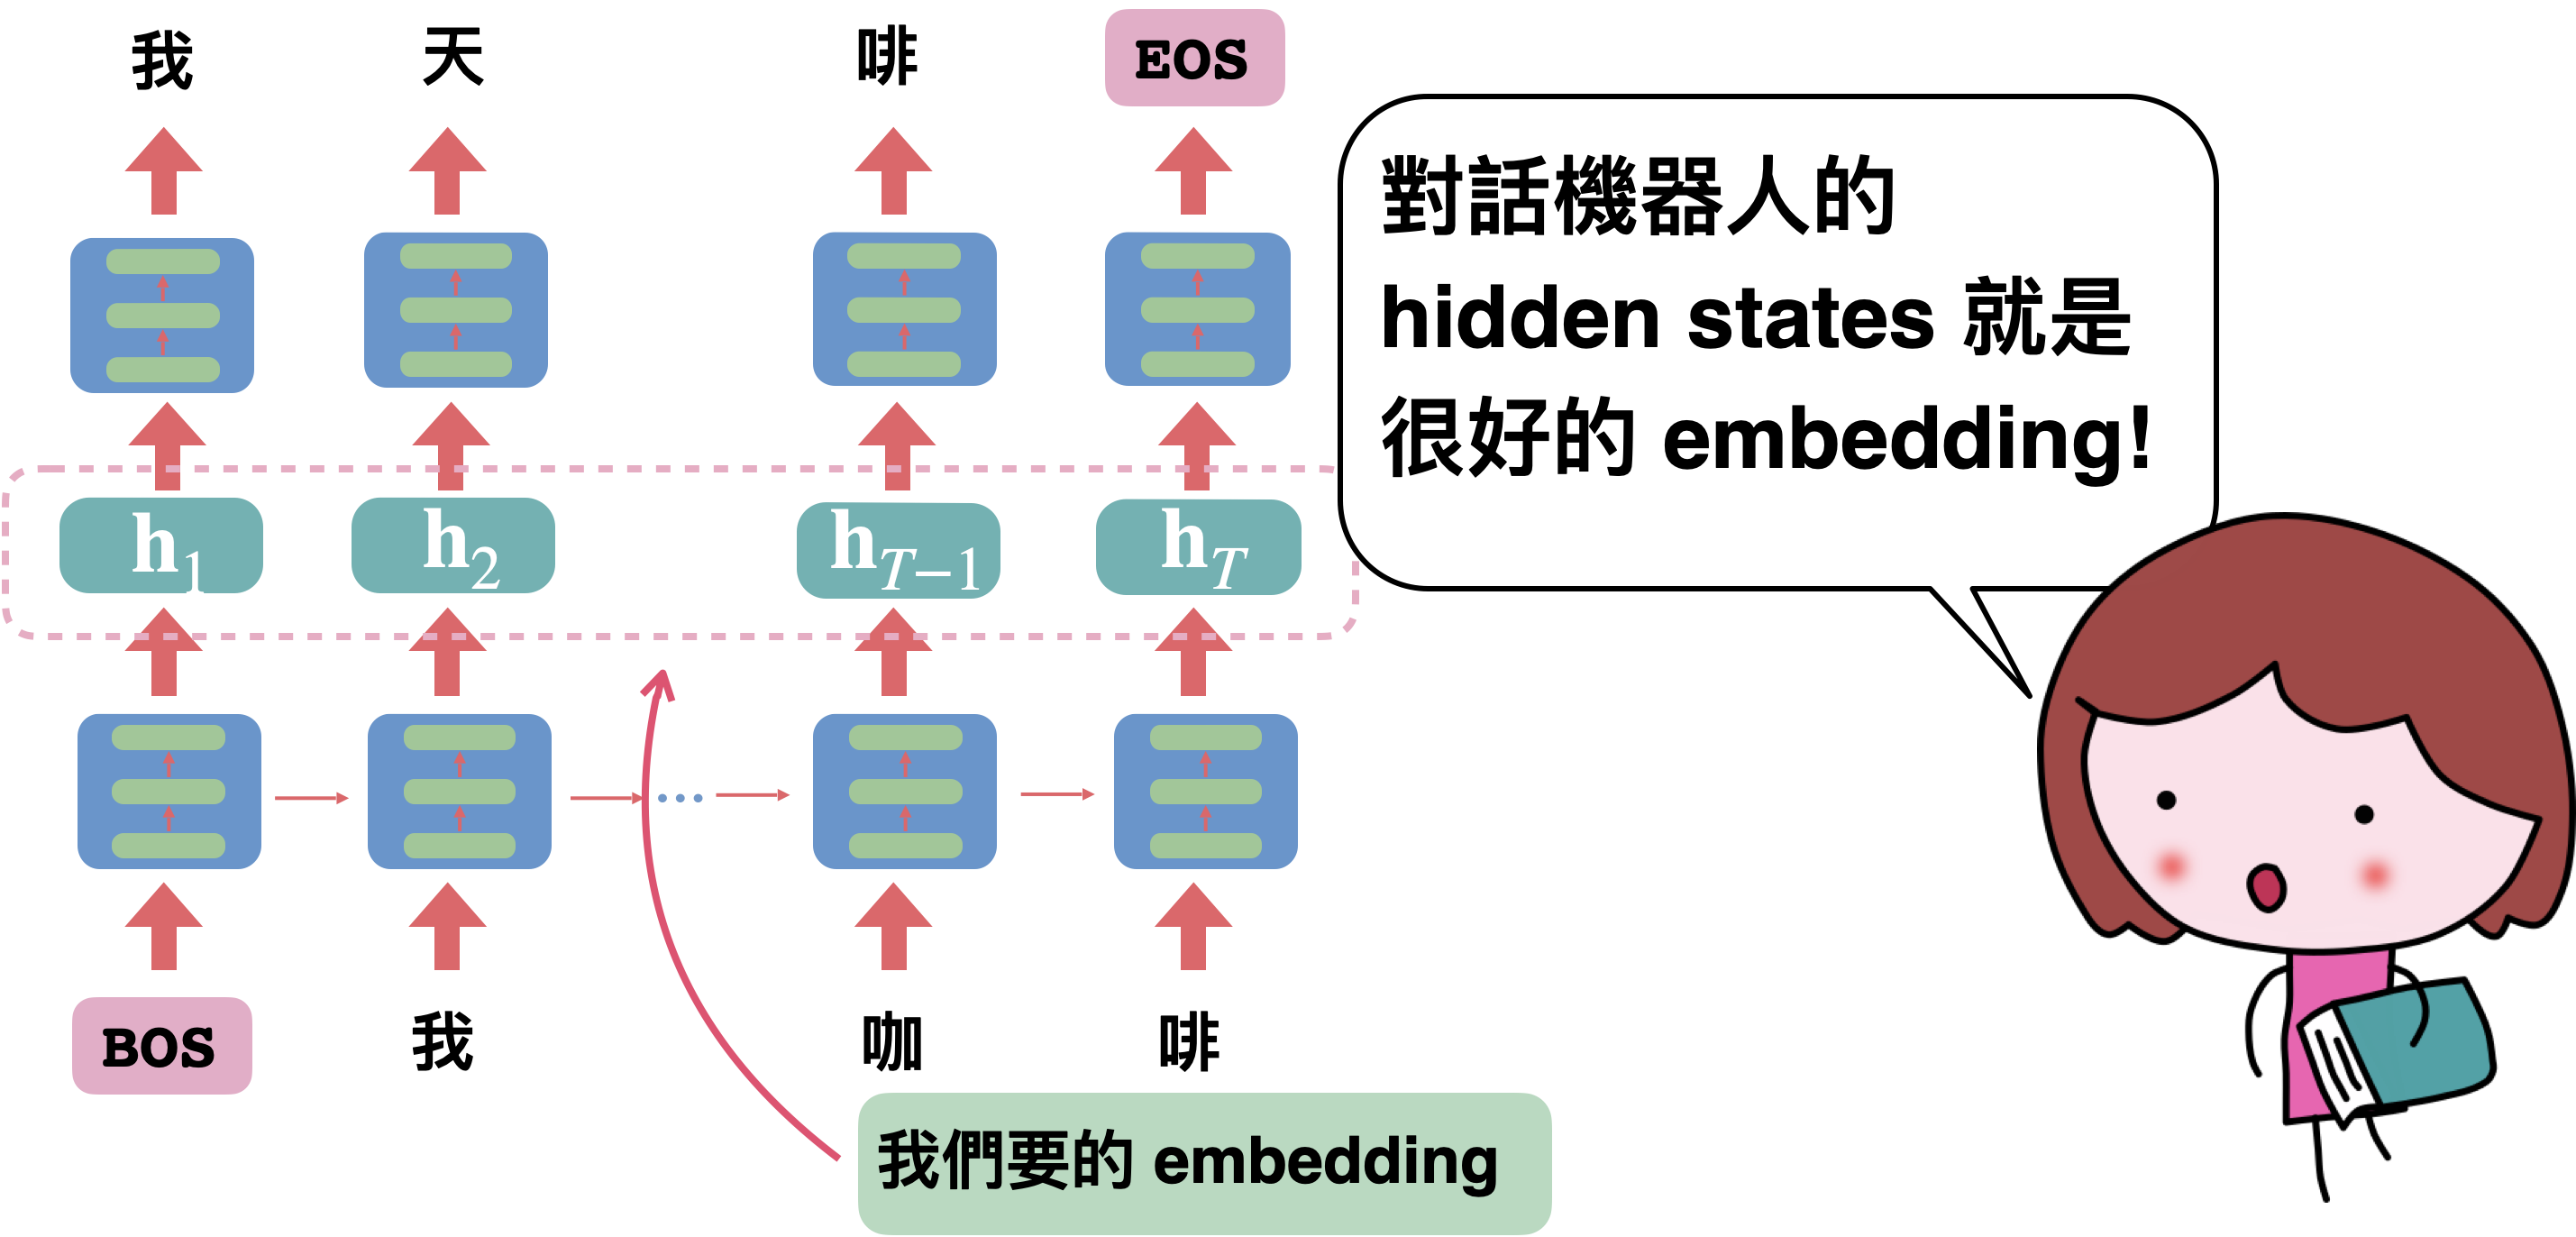 我 天 啡 EOS
對話機器人的
hidden states 就是
很好的 embedding!
h1 h2 hT−1 hT
...
BOS 我 咖 啡
我們要的 embedding